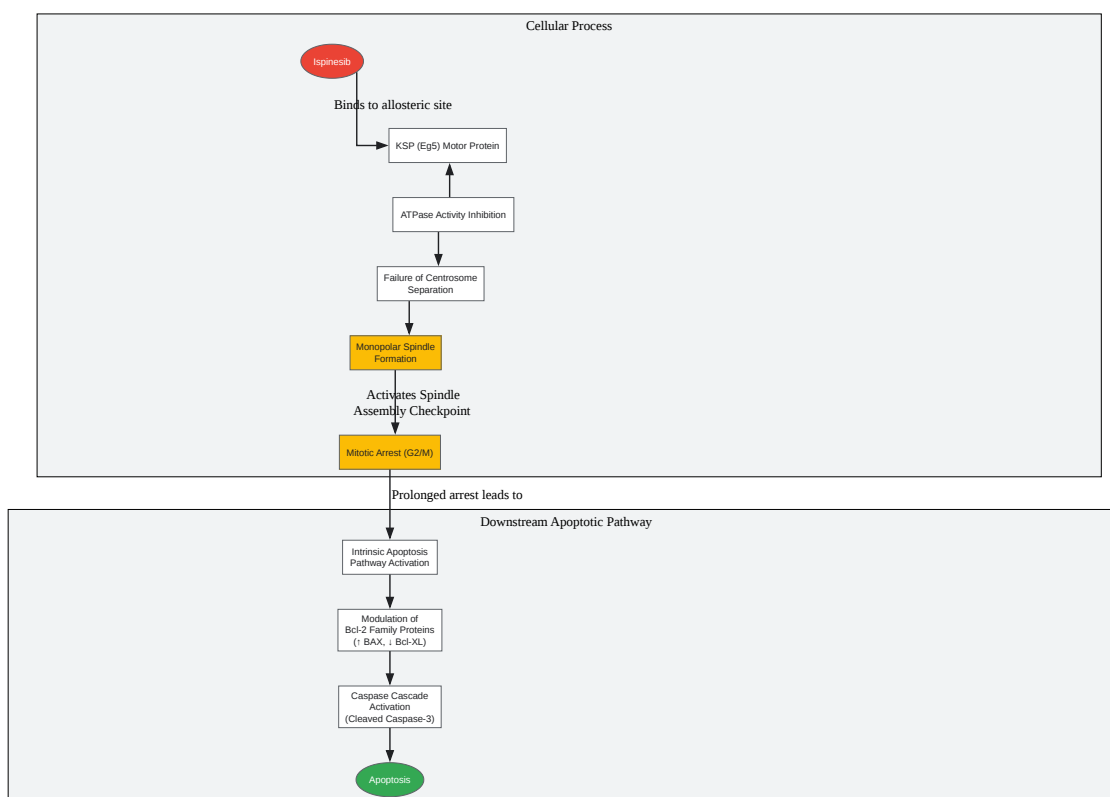 Cellular Process
Ispinesib
Binds to allosteric site
KSP (Eg5) Motor Protein
ATPase Activity Inhibition
Failure of Centrosome
Separation
Monopolar Spindle
Formation
Activates Spindle
Assembly Checkpoint
Mitotic Arrest (G2/M)
Prolonged arrest leads to
Downstream Apoptotic Pathway
Intrinsic Apoptosis
Pathway Activation
Modulation of
Bcl-2 Family Proteins
(↑ BAX, ↓ Bcl-XL)
Caspase Cascade
Activation
(Cleaved Caspase-3)
Apoptosis